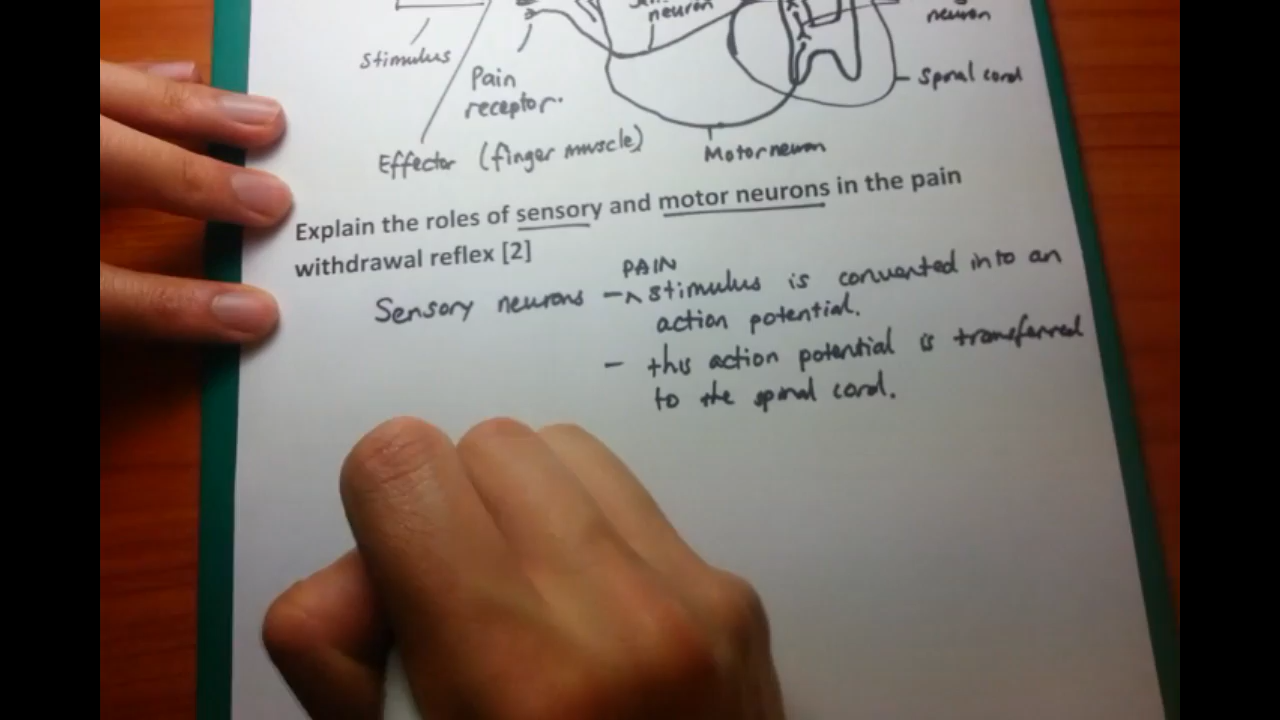 neuron
neuron
Stimulus
Pain
receptor.
Spinal cord
Effector (finger muscle)
Motor neuron
Explain the roles of sensory and motor neurons in the pain
withdrawal reflex [2]
PAIN
Sensory neurons - ^ stimulus is converted into an
action potential.
- this action potential is transferred
to the spinal cord.